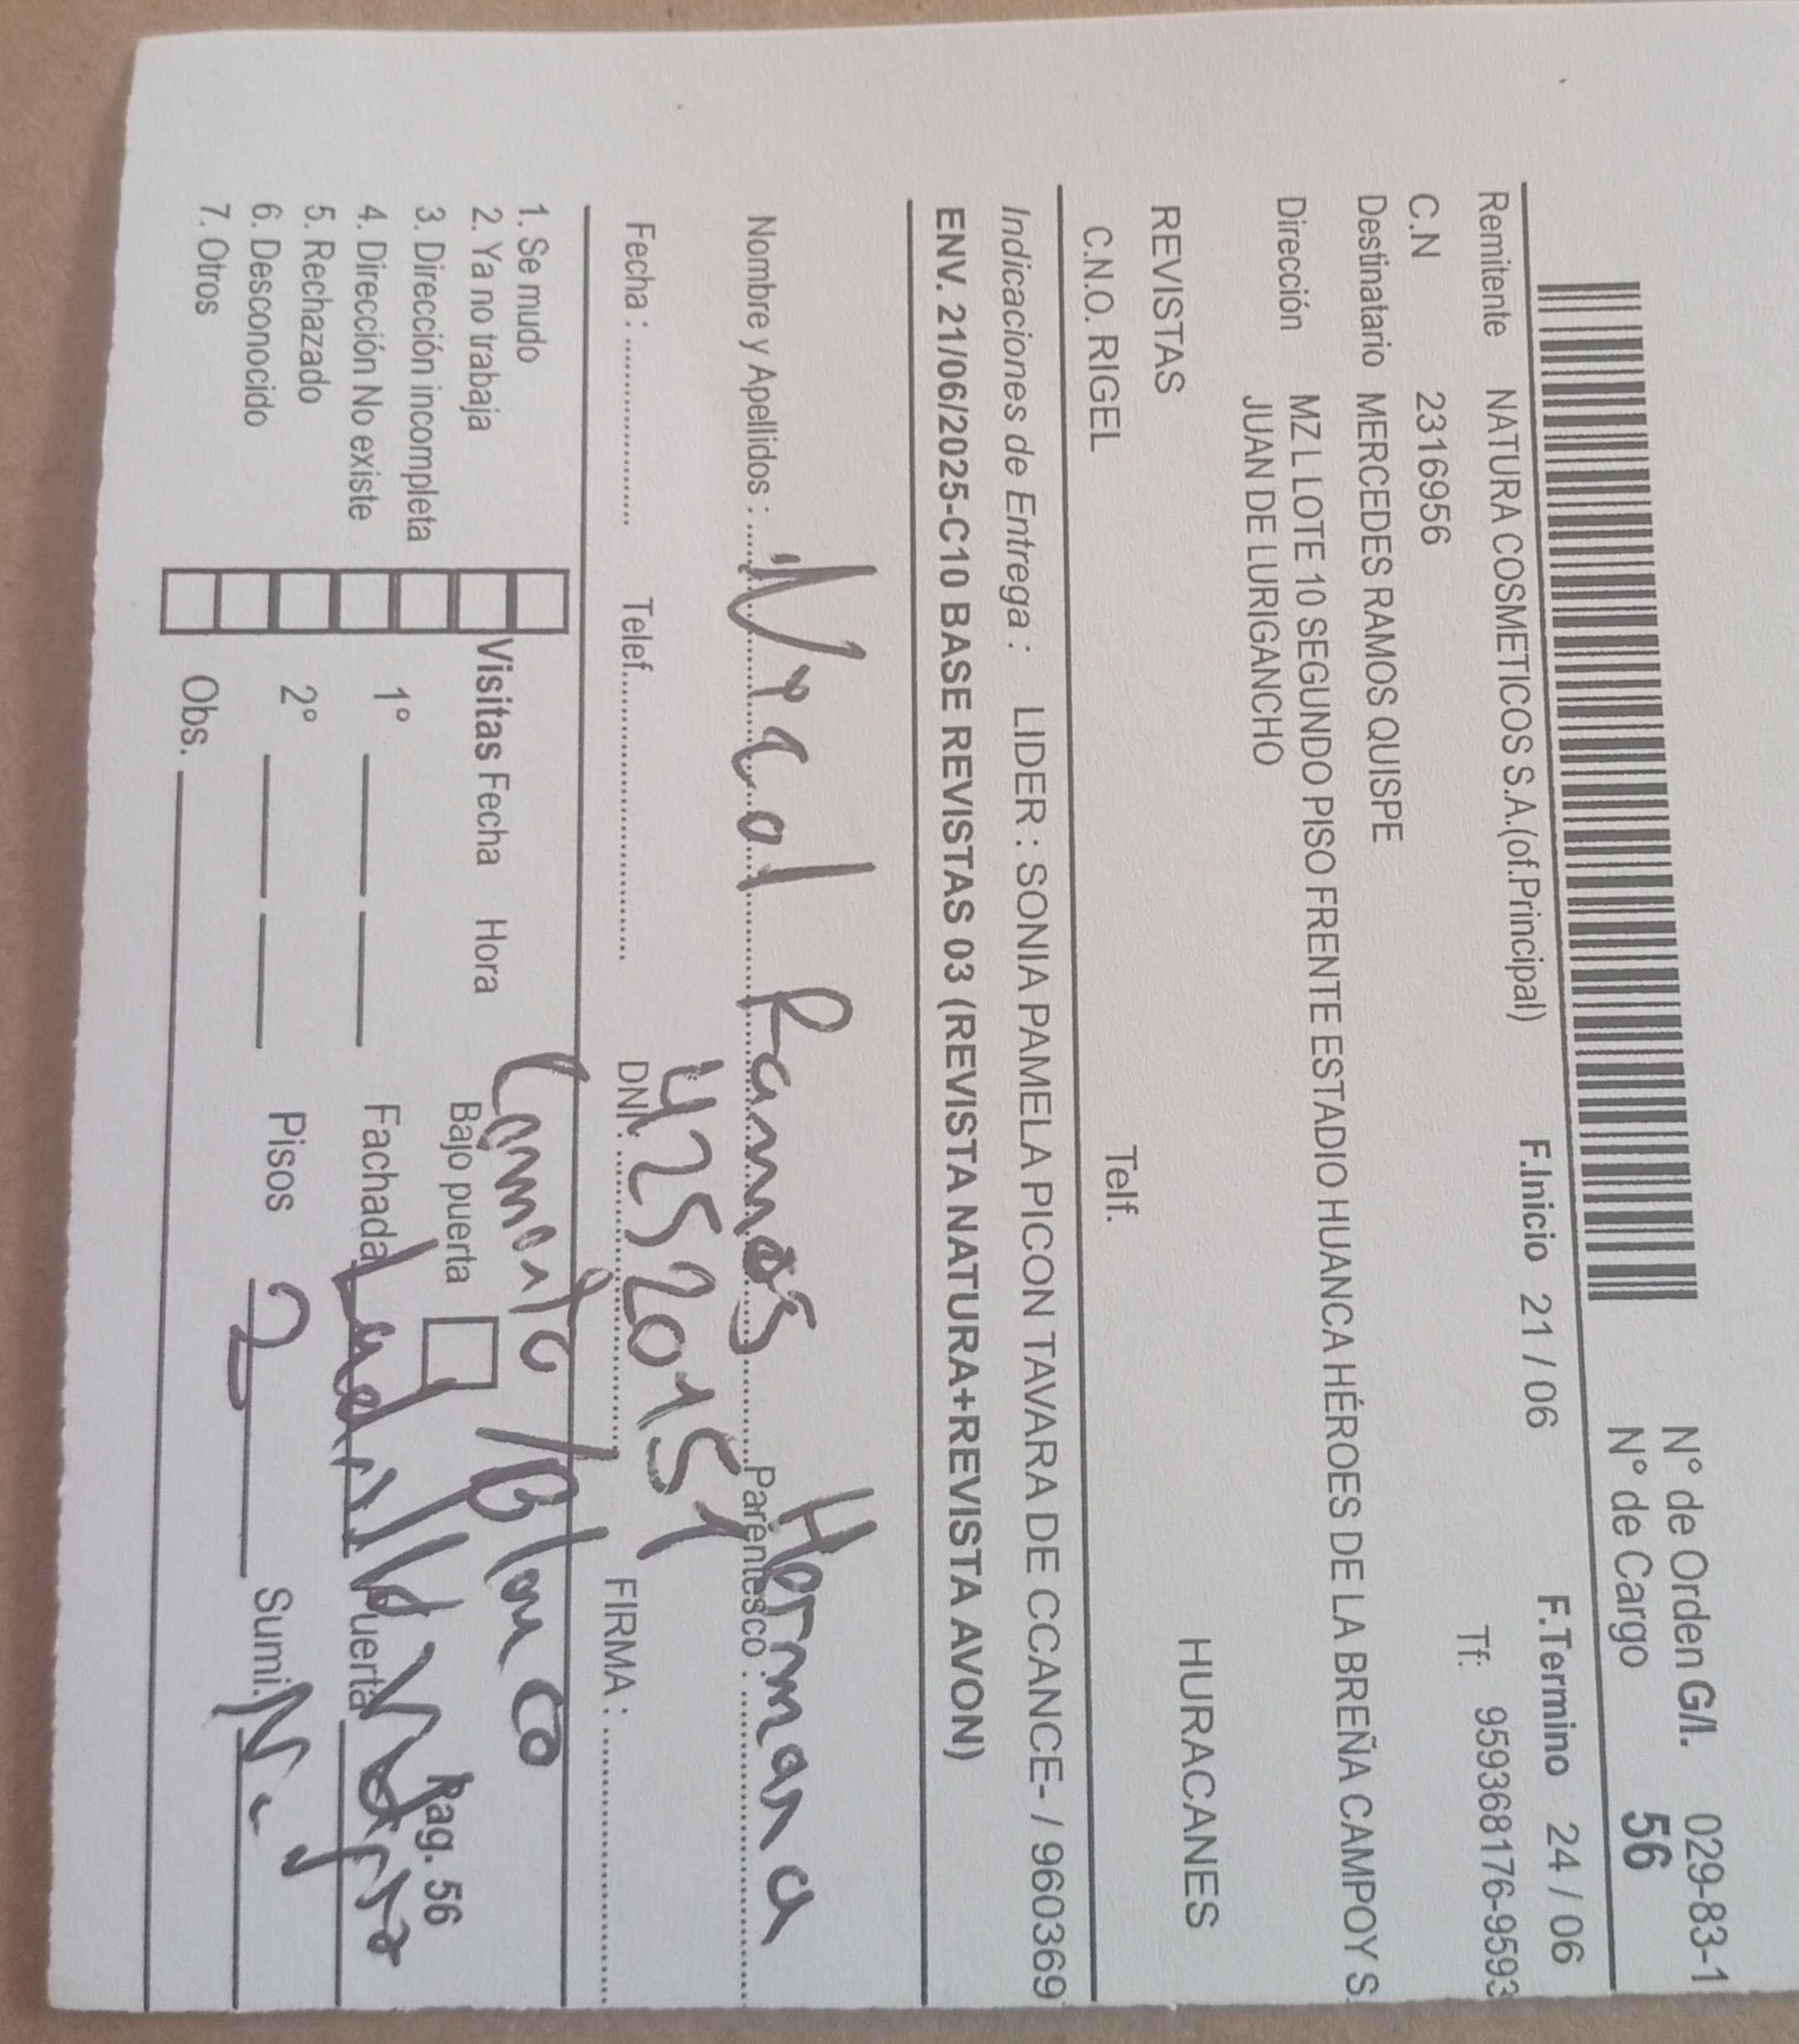 N° de Orden G/I. 029-83-1
N° de Cargo 56
F.Inicio 21 / 06 F.Termino 24 / 06
Remitente NATURA COSMETICOS S.A.(of.Principal) Tf: 959368176-9593
C.N 2316956
Destinatario MERCEDES RAMOS QUISPE
Dirección MZ L LOTE 10 SEGUNDO PISO FRENTE ESTADIO HUANCA HÉROES DE LA BREÑA CAMPOY S
JUAN DE LURIGANCHO
REVISTAS HURACANES
C.N.O. RIGEL Telf.
Indicaciones de Entrega : LIDER : SONIA PAMELA PICON TAVARA DE CCANCE- / 960369
ENV. 21/06/2025-C10 BASE REVISTAS 03 (REVISTA NATURA+REVISTA AVON)
Nombre y Apellidos : Nicol Ramos Parentesco : Hermana
Fecha : Telef. DNI: 42520151 FIRMA :
1. Se mudo
2. Ya no trabaja
3. Dirección incompleta
4. Dirección No existe
5. Rechazado
6. Desconocido
7. Otros
Visitas Fecha Hora
1°
2°
Obs.
Cemento / Blanco
Bajo puerta Pag. 56
Fachada Ladrillo Puerta Negra
Pisos 2 Sumi.